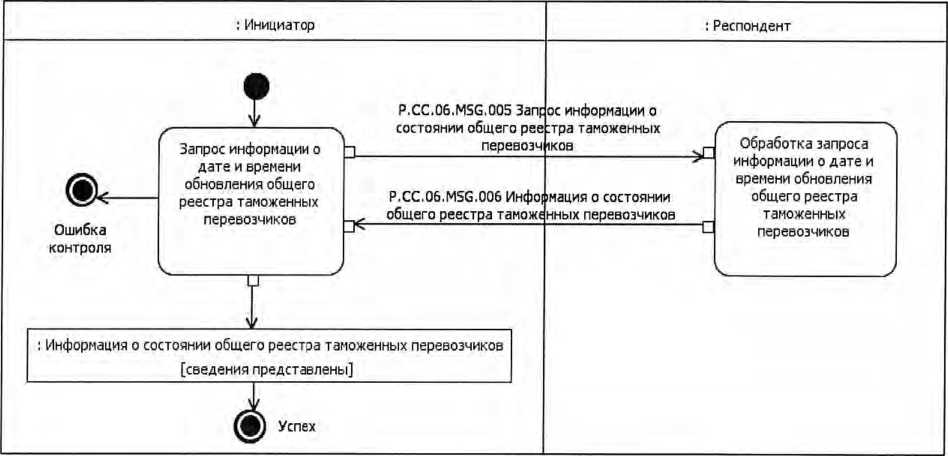 : Инициатор
: Респондент
P.CC.06.MSG.005 Запрос информации о
состоянии общего реестра таможенных
перевозчиков
Запрос информации о
дате и времени
обновления общего
реестра таможенных
перевозчиков
Обработка запроса
информации о дате и
времени обновления
общего реестра
таможенных
перевозчиков
P.CC.06.MSG.006 Информация о состоянии
общего реестра таможенных перевозчиков
Ошибка
контроля
: Информация о состоянии общего реестра таможенных перевозчиков
[сведения представлены]
Успех